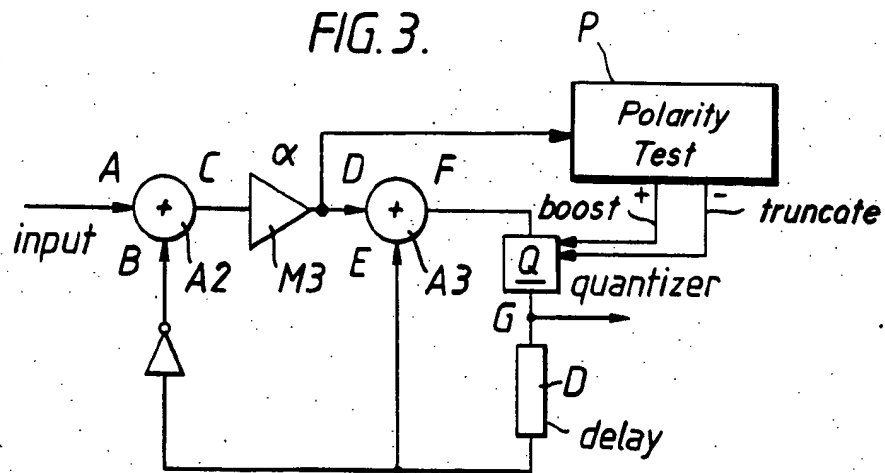 FIG. 3.
P
Polarity
Test
+
boost
-
truncate
A
input
B
+
A2
C
α
M3
D
E
+
A3
F
Q
quantizer
G
D
delay